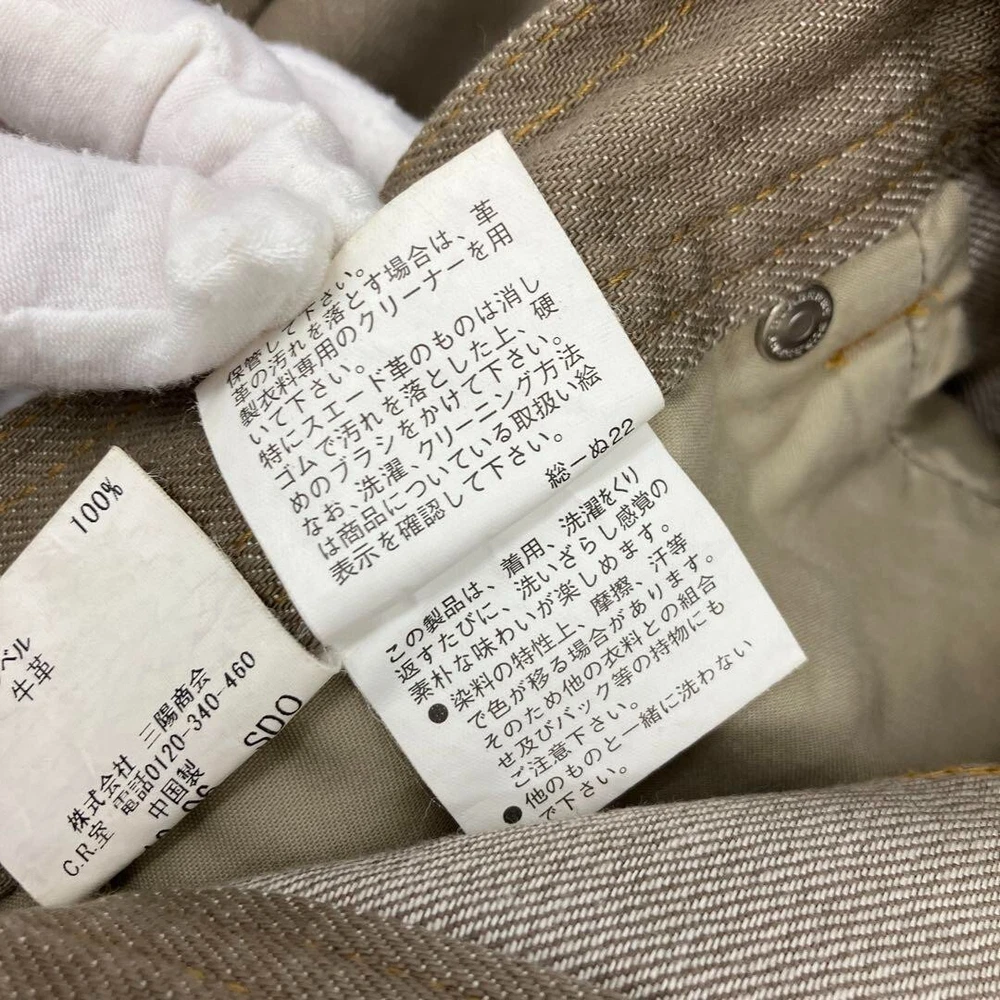 て下さい。
保管して下さい。
革の汚れを落とす場合は、革
製衣料専用のクリーナーを用
いて下さい。
特にスエード革のものは消し
ゴムで汚れを落とした上、硬
めのブラシをかけて下さい。
なお、洗濯、クリーニング方法
は商品についている取扱い絵
表示を確認して下さい。
総ーぬ22
この製品は、着用、洗濯をくり
返すたびに、洗いざらし感覚の
素朴な味わいが楽しめます。
●染料の特性上、摩擦、汗等
で色が移る場合があります。
そのため他の衣料との組合
せ及びバック等の持物にも
ご注意下さい。
●他のものと一緒に洗わない
で下さい。
100%
ベル
牛革
株式会社 三陽商会
C.R.室 電話0120-340-460
中国製
SDO